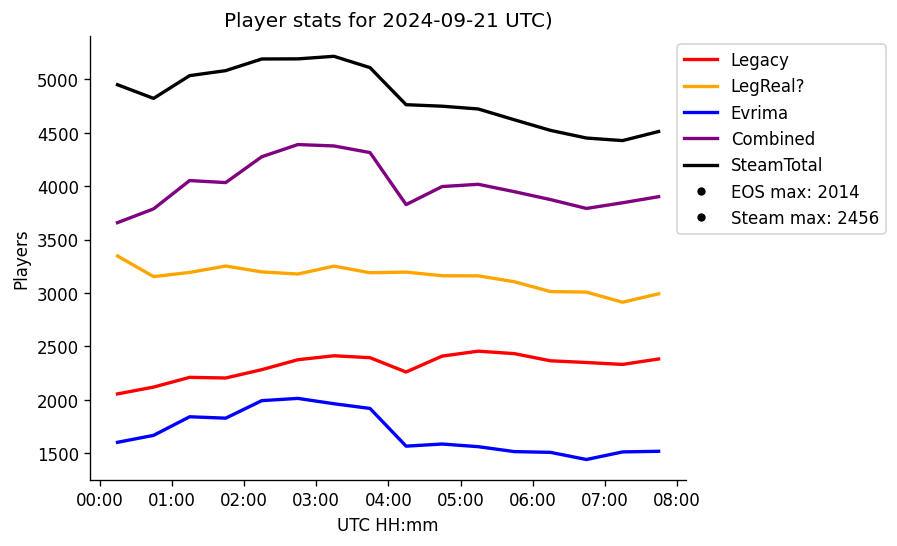 Player stats for 2024-09-21 UTC)
Legacy
LegReal?
Evrima
Combined
SteamTotal
EOS max: 2014
Steam max: 2456
Players
5000
4500
4000
3500
3000
2500
2000
1500
00:00 01:00 02:00 03:00 04:00 05:00 06:00 07:00 08:00
UTC HH:mm